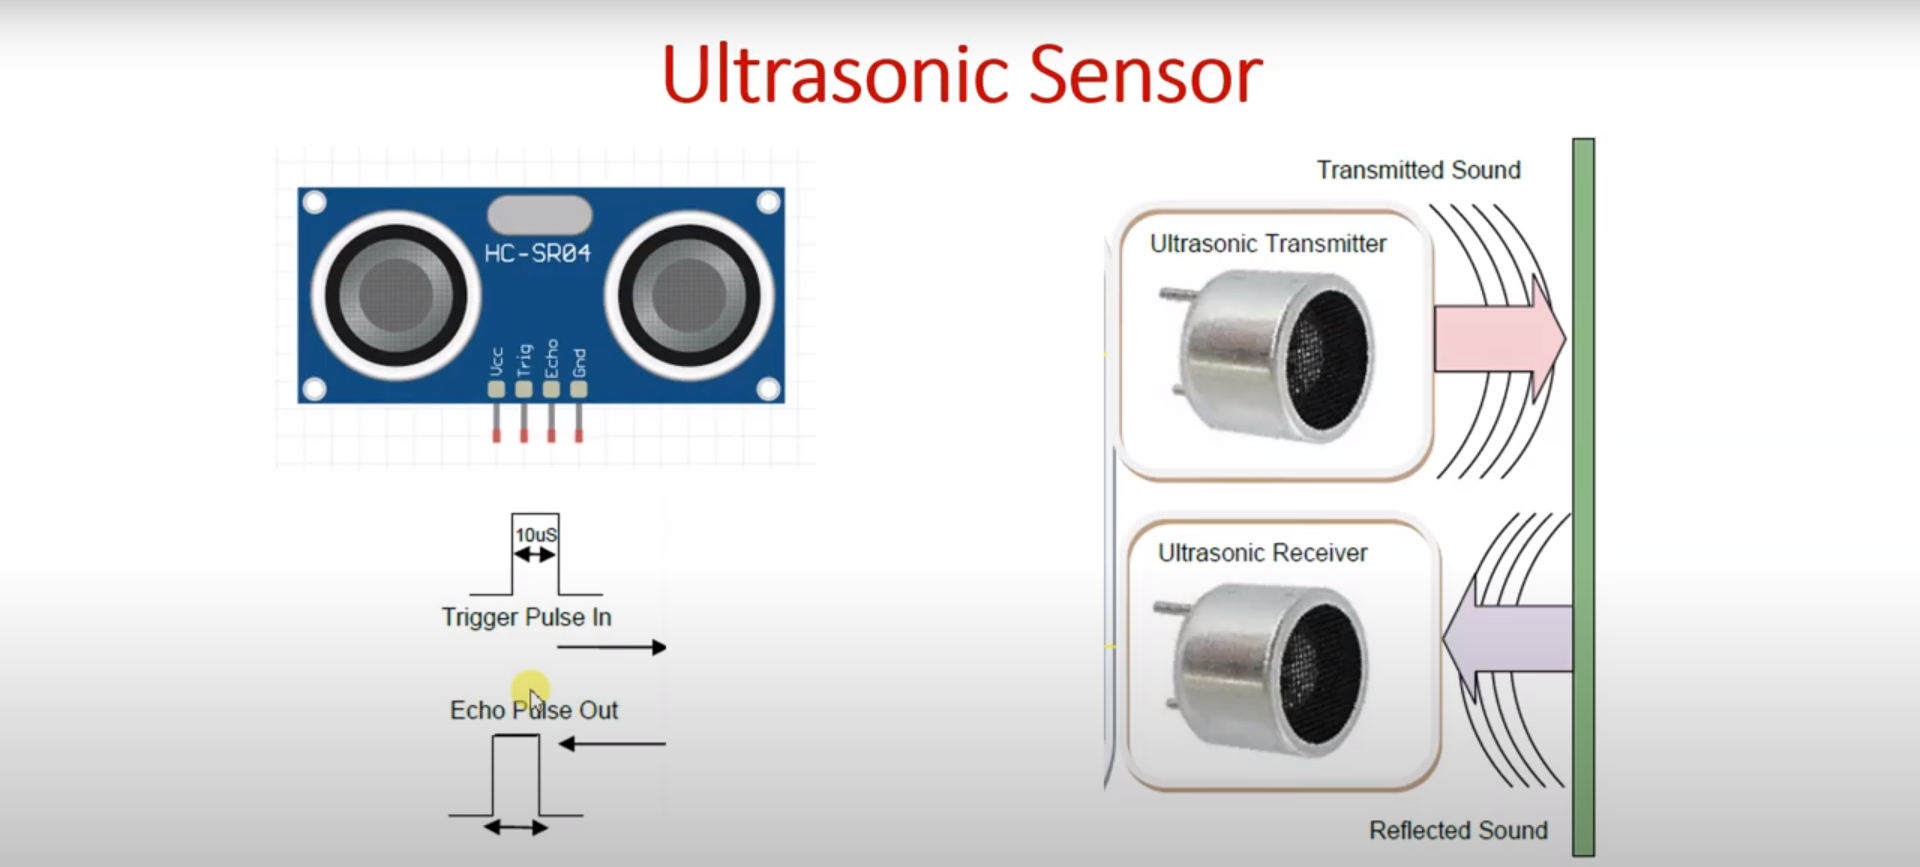 Ultrasonic Sensor
HC-SR04
Vcc
Trig
Echo
Gnd
10uS
Trigger Pulse In
Echo Pulse Out
Transmitted Sound
Ultrasonic Transmitter
Ultrasonic Receiver
Reflected Sound